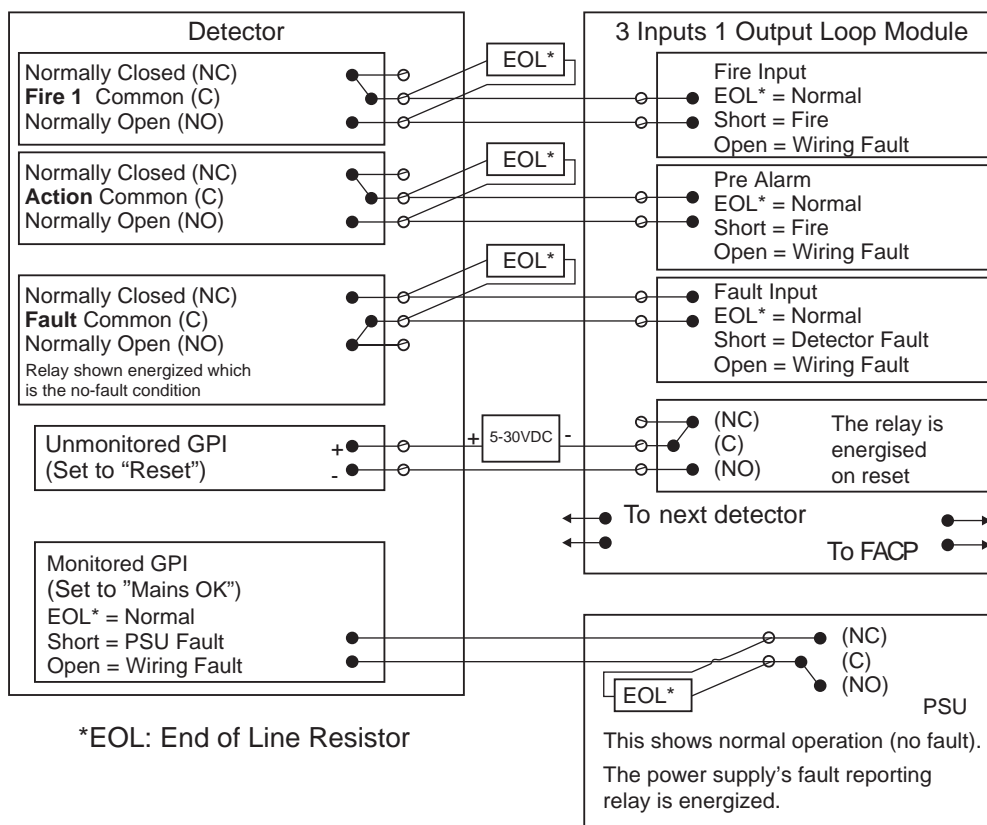 Detector
Normally Closed (NC)
Fire 1 Common (C)
Normally Open (NO)
EOL*
Normally Closed (NC)
Action Common (C)
Normally Open (NO)
EOL*
Normally Closed (NC)
Fault Common (C)
Normally Open (NO)
Relay shown energized which
is the no-fault condition
EOL*
Unmonitored GPI
(Set to “Reset”)
+
-
+ 5-30VDC -
Monitored GPI
(Set to ”Mains OK”)
EOL* = Normal
Short = PSU Fault
Open = Wiring Fault
3 Inputs 1 Output Loop Module
Fire Input
EOL* = Normal
Short = Fire
Open = Wiring Fault
Pre Alarm
EOL* = Normal
Short = Fire
Open = Wiring Fault
Fault Input
EOL* = Normal
Short = Detector Fault
Open = Wiring Fault
(NC)
(C)
(NO)
The relay is
energised
on reset
To next detector
To FACP
(NC)
(C)
(NO)
EOL*
PSU
This shows normal operation (no fault).
The power supply’s fault reporting
relay is energized.
*EOL: End of Line Resistor